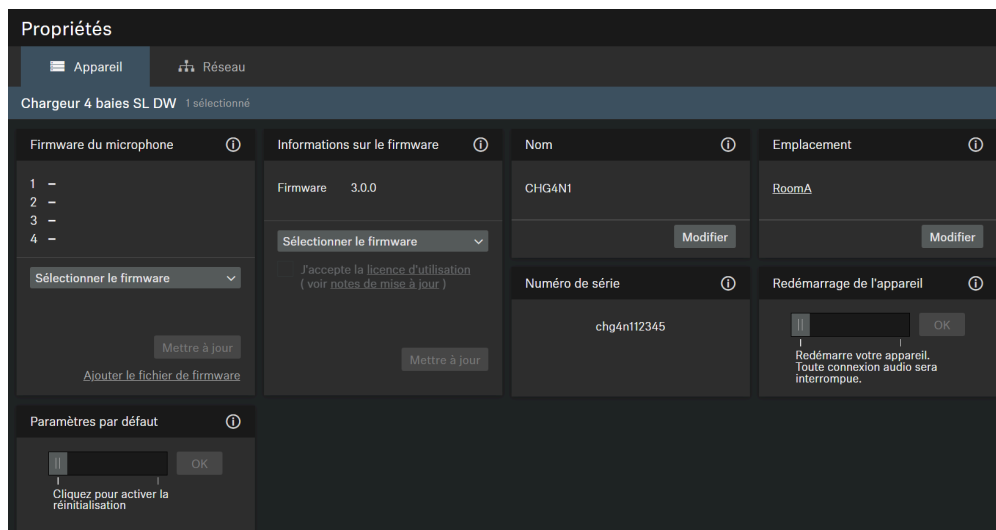 Propriétés
Appareil
Réseau
Chargeur 4 baies SL DW 1 sélectionné
Firmware du microphone
1 –
2 –
3 –
4 –
Sélectionner le firmware
Mettre à jour
Ajouter le fichier de firmware
Informations sur le firmware
Firmware 3.0.0
Sélectionner le firmware
J'accepte la licence d'utilisation
( voir notes de mise à jour )
Mettre à jour
Nom
CHG4N1
Modifier
Emplacement
RoomA
Modifier
Numéro de série
chg4n112345
Redémarrage de l'appareil
OK
Redémarre votre appareil.
Toute connexion audio sera
interrompue.
Paramètres par défaut
OK
Cliquez pour activer la
réinitialisation